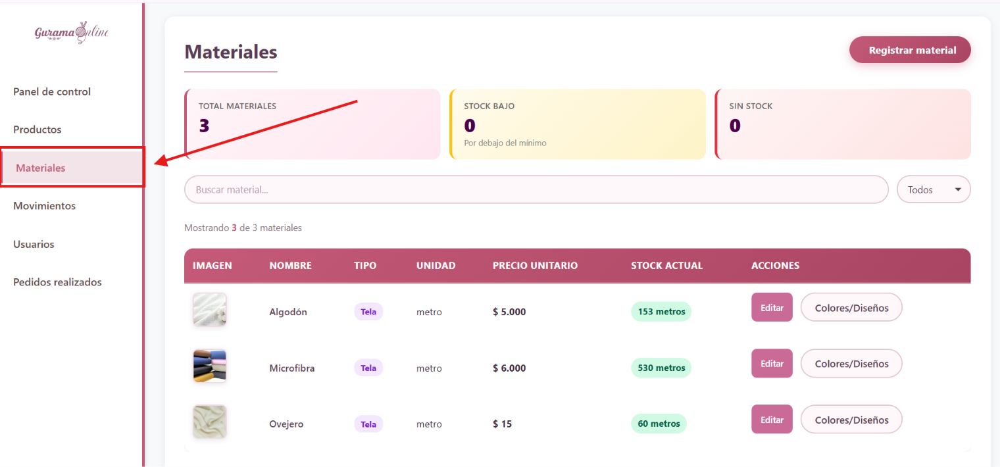 Gurama Online
Panel de control
Productos
Materiales
Movimientos
Usuarios
Pedidos realizados
Materiales
Registrar material
TOTAL MATERIALES
3
STOCK BAJO
0
Por debajo del mínimo
SIN STOCK
0
Buscar material...
Todos
Mostrando 3 de 3 materiales
IMAGEN NOMBRE TIPO UNIDAD PRECIO UNITARIO STOCK ACTUAL ACCIONES
Algodón Tela metro $ 5.000 153 metros Editar Colores/Diseños
Microfibra Tela metro $ 6.000 530 metros Editar Colores/Diseños
Ovejero Tela metro $ 15 60 metros Editar Colores/Diseños